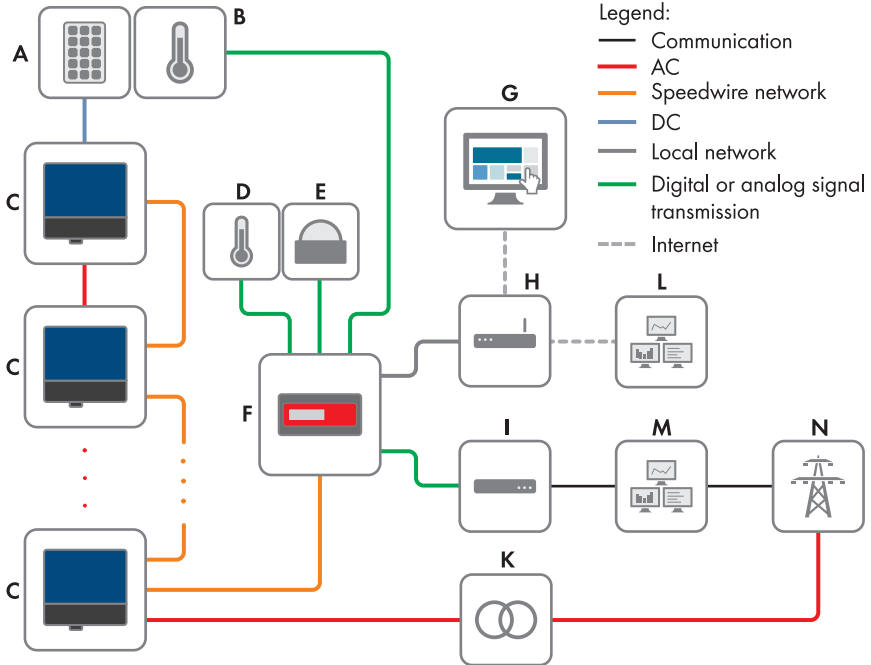 A
B
Legend:
Communication
AC
Speedwire network
DC
Local network
Digital or analog signal
transmission
Internet
G
C
D
E
H
L
C
F
I
M
N
C
K